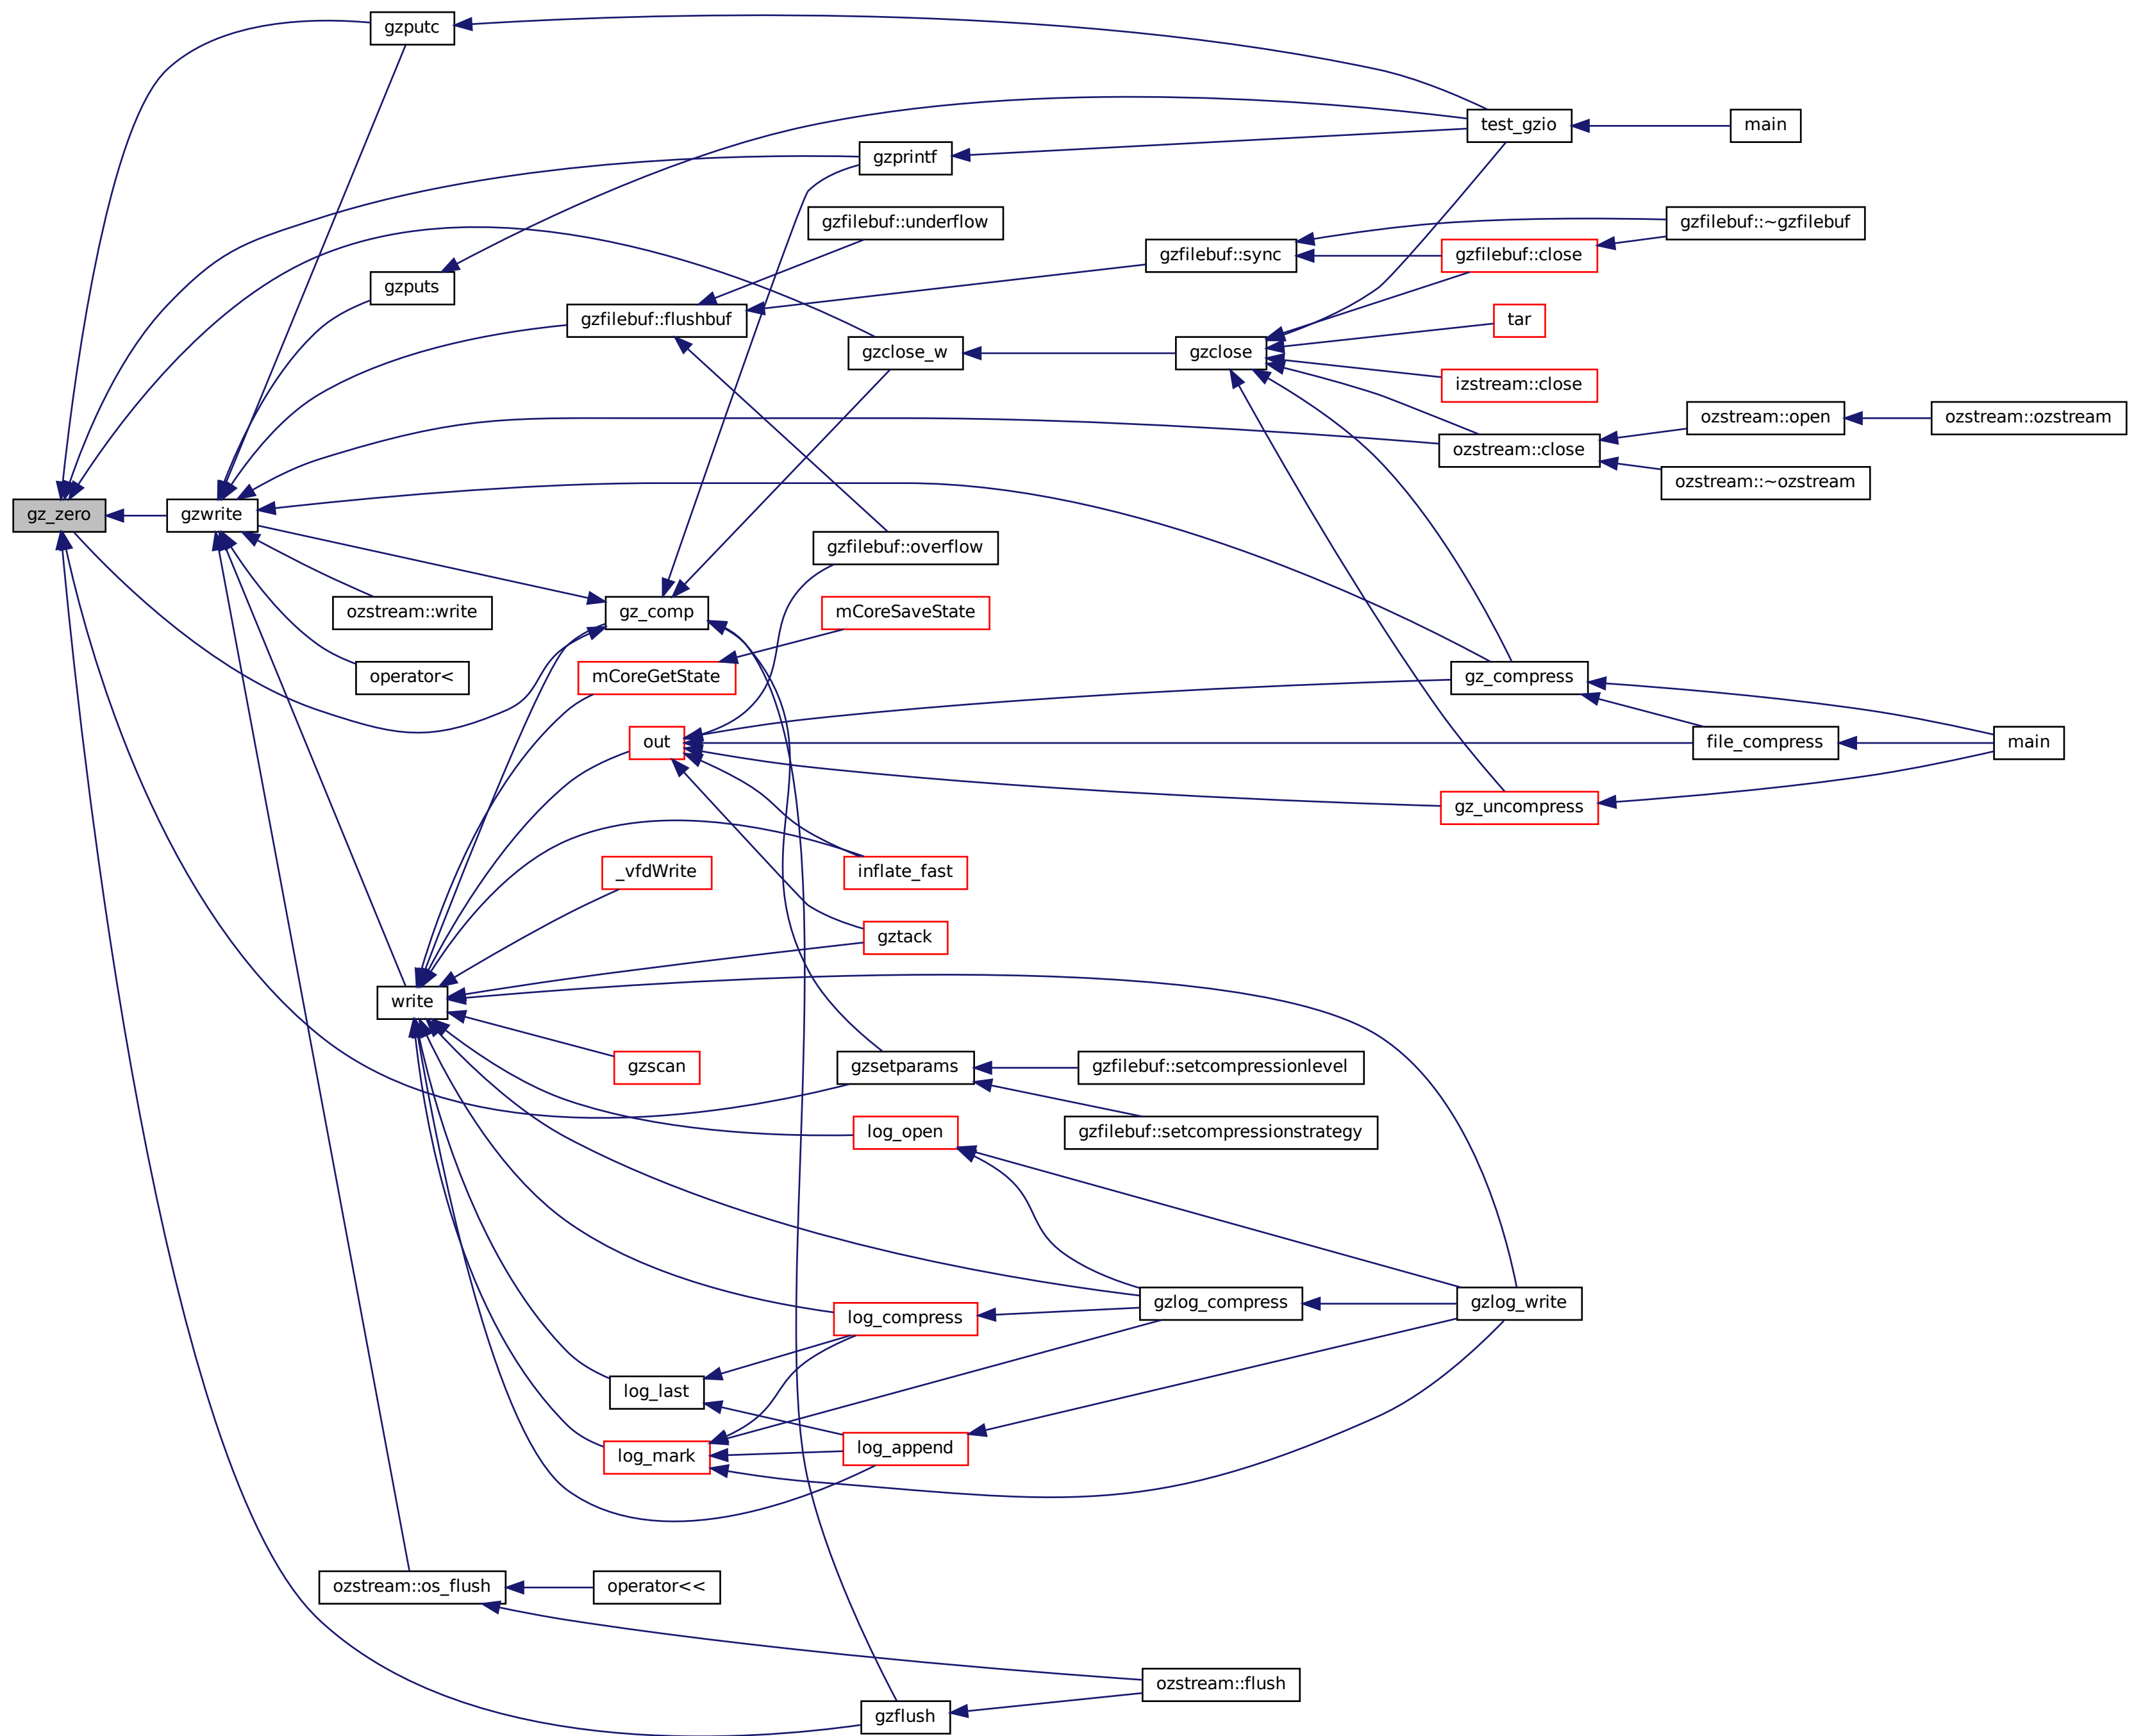 gzputc
test_gzio
main
gzprintf
gzfilebuf::underflow
gzfilebuf::~gzfilebuf
gzfilebuf::sync
gzfilebuf::close
gzputs
gzfilebuf::flushbuf
tar
gzclose_w
gzclose
izstream::close
ozstream::open
ozstream::ozstream
ozstream::close
ozstream::~ozstream
gz_zero
gzwrite
gzfilebuf::overflow
ozstream::write
gz_comp
mCoreSaveState
operator<
mCoreGetState
gz_compress
out
file_compress
main
gz_uncompress
_vfdWrite
inflate_fast
gztack
write
gzscan
gzsetparams
gzfilebuf::setcompressionlevel
log_open
gzfilebuf::setcompressionstrategy
log_compress
gzlog_compress
gzlog_write
log_last
log_mark
log_append
ozstream::os_flush
operator<<
ozstream::flush
gzflush